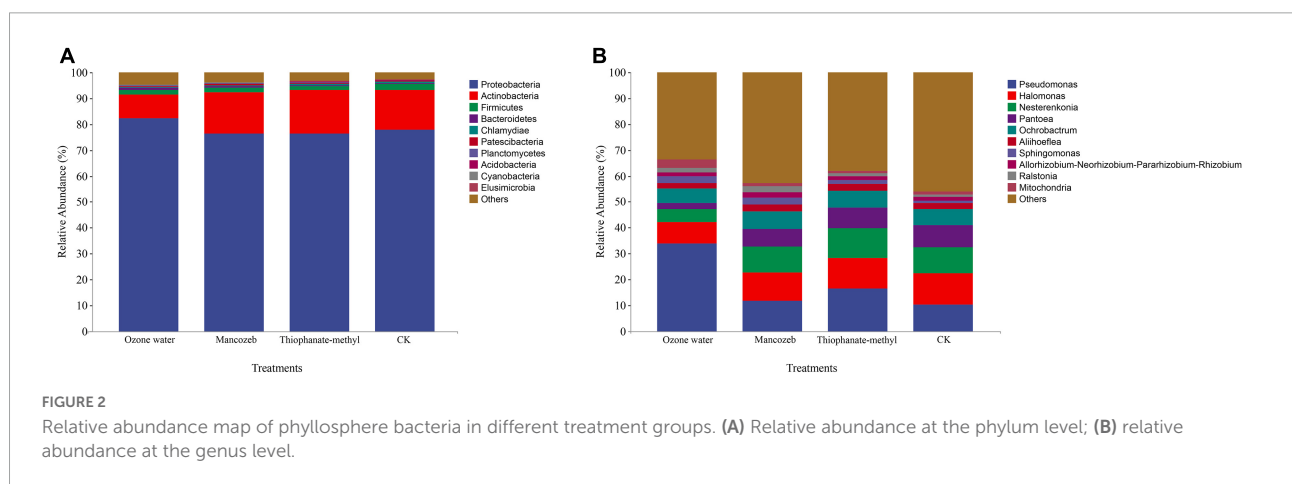 A
Relative Abundance (%)
100
90
80
70
60
50
40
30
20
10
0
Ozone water
Mancozeb
Thiophanate-methyl
CK
Treatments
Proteobacteria
Actinobacteria
Firmicutes
Bacteroidetes
Chlamydiae
Patescibacteria
Planctomycetes
Acidobacteria
Cyanobacteria
Elusimicrobia
Others
B
Relative Abundance (%)
100
90
80
70
60
50
40
30
20
10
0
Ozone water
Mancozeb
Thiophanate-methyl
CK
Treatments
Pseudomonas
Halomonas
Nesterenkonia
Pantoea
Ochrobactrum
Aliihoeflea
Sphingomonas
Allorhizobium-Neorhizobium-Pararhizobium-Rhizobium
Ralstonia
Mitochondria
Others
FIGURE 2
Relative abundance map of phyllosphere bacteria in different treatment groups. (A) Relative abundance at the phylum level; (B) relative
abundance at the genus level.